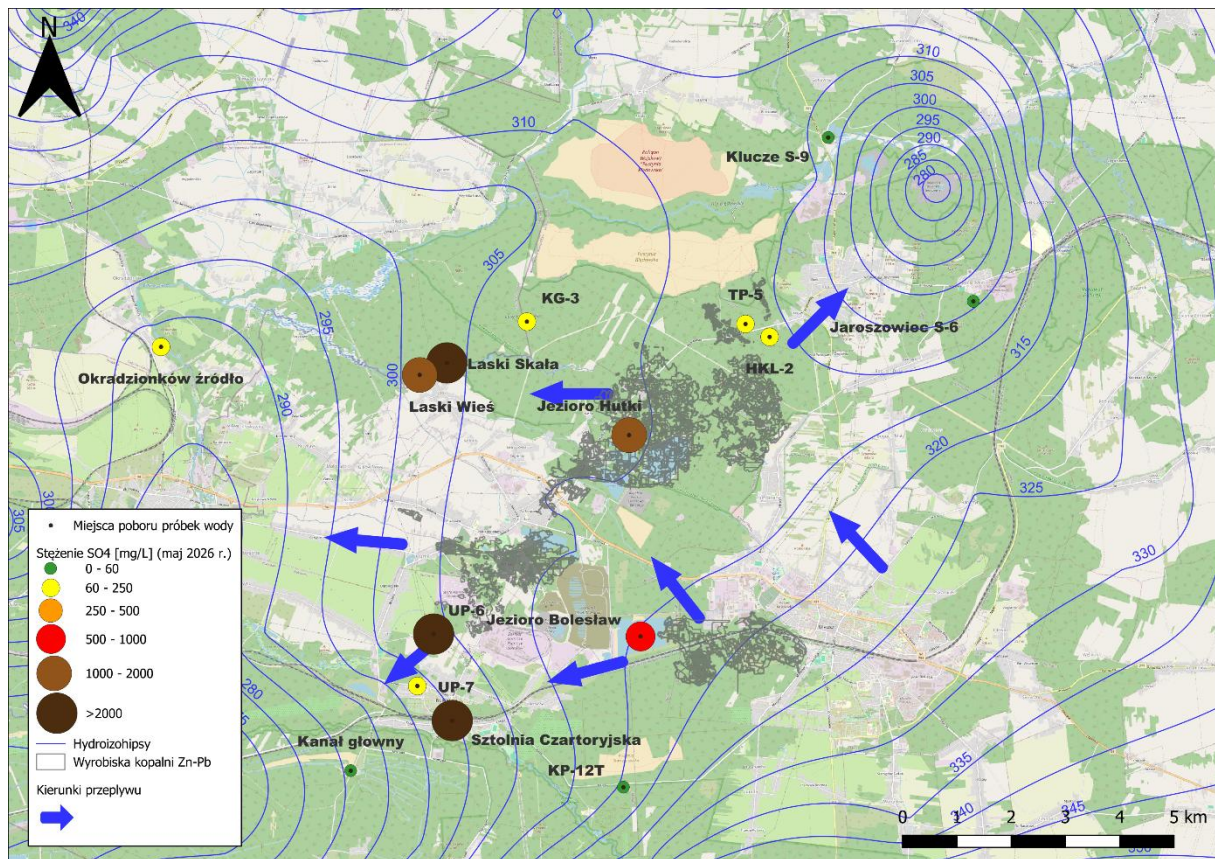 340
N
310
310
305
300
295
290
285
280
Klucze S-9
305
KG-3
TP-5
295
Jaroszowiec S-6
315
Okradzionków źródło
300
Laski Skała
HKL-2
Laski Wieś
Jezioro Hutki
290
320
325
300
305
330
Miejsca poboru próbek wody
Stężenie SO4 [mg/L] (maj 2026 r.)
0 - 60
60 - 250
250 - 500
500 - 1000
1000 - 2000
>2000
Hydroizohipsy
Wyrobiska kopalni Zn-Pb
Kierunki przepływu
UP-6
Jezioro Bolesław
UP-7
280
Kanał głowny
Sztolnia Czartoryjska
KP-12T
335
340
345
0 1 2 3 4 5 km